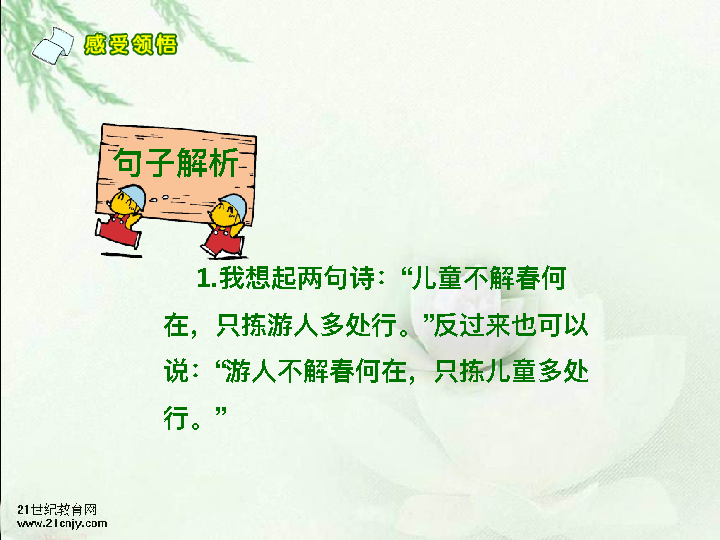 感受领悟
句子解析
1.我想起两句诗：“儿童不解春何
在，只拣游人多处行。”反过来也可以
说：“游人不解春何在，只拣儿童多处
行。”
21世纪教育网
www.21cnjy.com